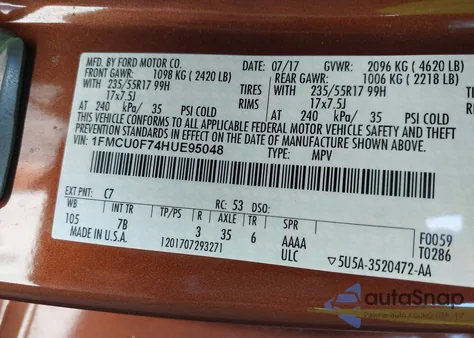 MFD. BY FORD MOTOR CO.
DATE: 07/17 GVWR: 2096 KG ( 4620 LB)
FRONT GAWR: 1098 KG ( 2420 LB) REAR GAWR: 1006 KG ( 2218 LB)
WITH WITH
235/55R17 99H TIRES 235/55R17 99H TIRES
17x7.5J RIMS 17x7.5J RIMS
AT 240 kPa/ 35 PSI COLD AT 240 kPa/ 35 PSI COLD
THIS VEHICLE CONFORMS TO ALL APPLICABLE FEDERAL MOTOR VEHICLE
SAFETY, BUMPER, AND THEFT PREVENTION STANDARDS IN EFFECT ON THE
DATE OF MANUFACTURE SHOWN ABOVE.
VIN: 1FMCU0F74HUE95048
TYPE: MPV
EXT PNT: C7 RC: 53 DSO:
WB INT TR TP/PS R AXLE TR SPR
105 7B 3 35 6 AAAA
F0059
T0286
MADE IN U.S.A. 1201707293271 ULC ▽5U5A-3520472-AA
autoSnap